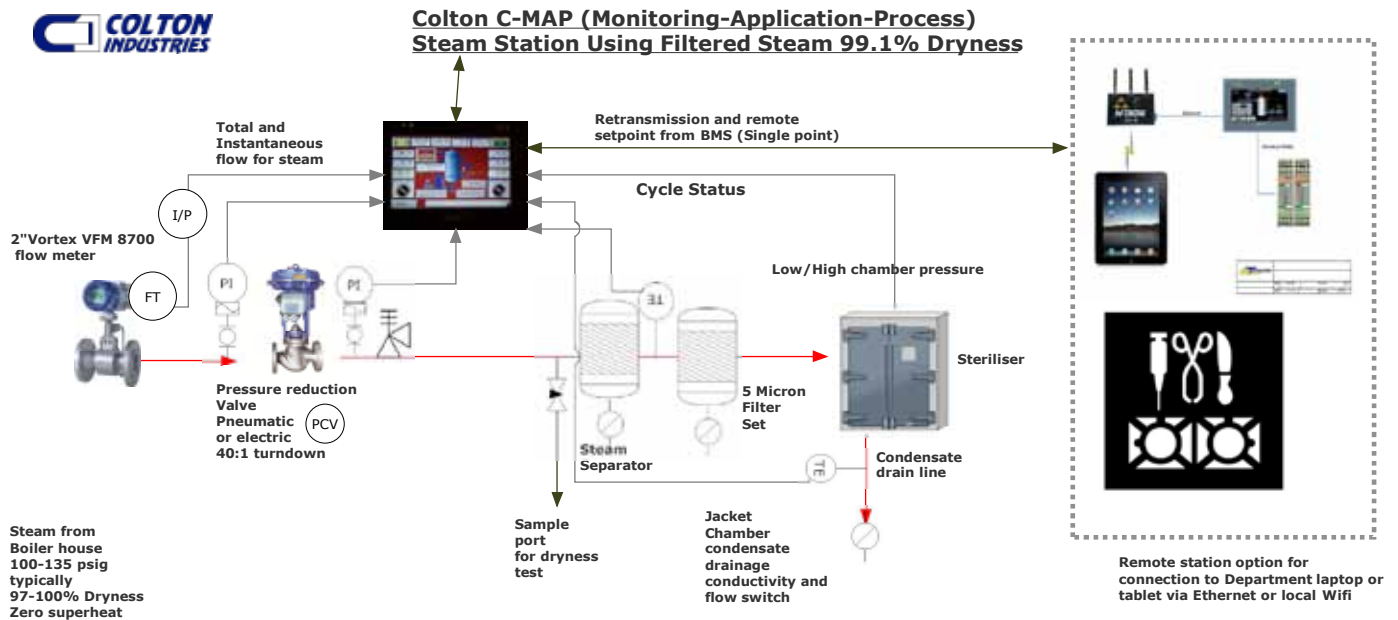 COLTON
INDUSTRIES
Colton C-MAP (Monitoring-Application-Process)
Steam Station Using Filtered Steam 99.1% Dryness
Total and
Instantaneous
flow for steam
Retransmission and remote
setpoint from BMS (Single point)
Cycle Status
I/P
2"Vortex VFM 8700
flow meter
FT
PI
PI
TE
Low/High chamber pressure
Steriliser
Pressure reduction
Valve
Pneumatic
or electric
40:1 turndown
PCV
5 Micron
Filter
Set
Steam
Separator
TE
Condensate
drain line
Steam from
Boiler house
100-135 psig
typically
97-100% Dryness
Zero superheat
Sample
port
for dryness
test
Jacket
Chamber
condensate
drainage
conductivity and
flow switch
Remote station option for
connection to Department laptop or
tablet via Ethernet or local Wifi